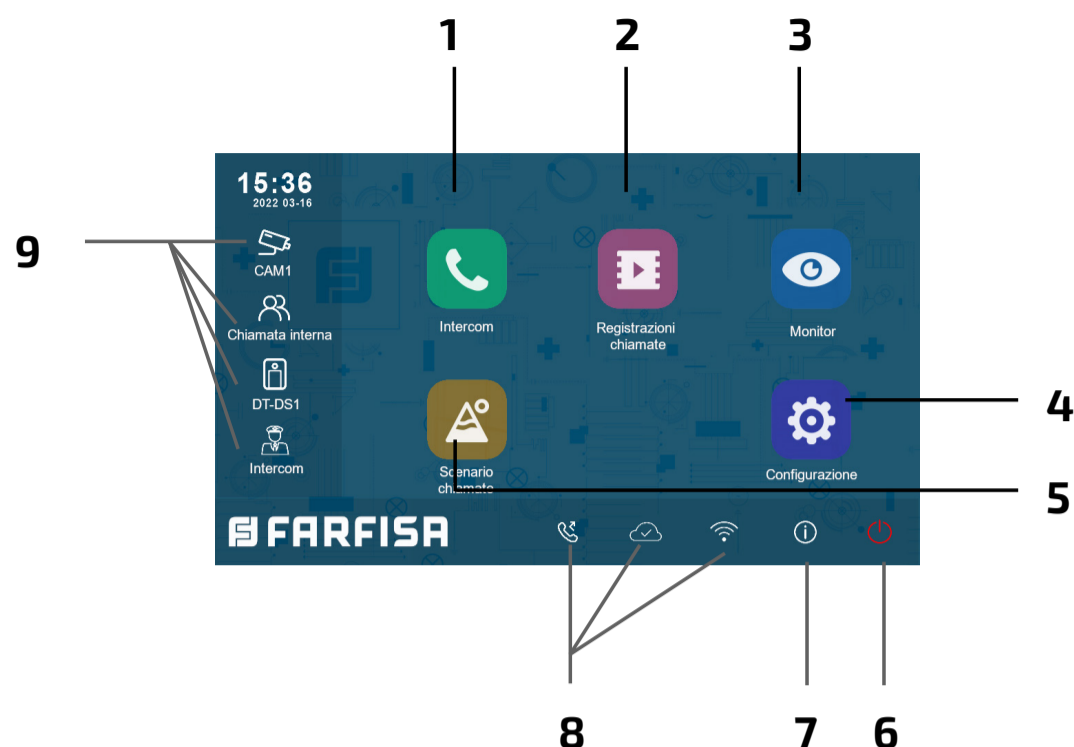 1
2
3
15:36
2022 03-16
9
CAM1
Chiamata interna
DT-DS1
Intercom
Intercom
Registrazioni
chiamate
Monitor
4
Scenario
chiamate
Configurazione
5
FARFISA
8
7
6